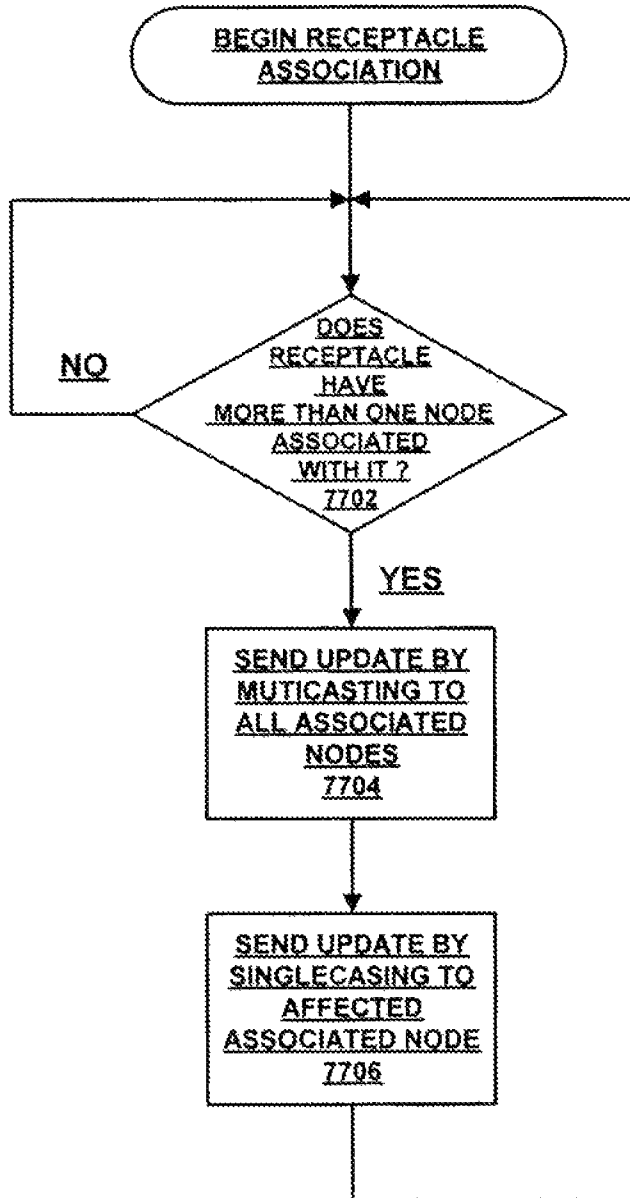 BEGIN RECEPTACLE
ASSOCIATION
DOES
RECEPTACLE
HAVE
MORE THAN ONE NODE
ASSOCIATED
WITH IT ?
7702
NO
YES
SEND UPDATE BY
MUTICASTING TO
ALL ASSOCIATED
NODES
7704
SEND UPDATE BY
SINGLECASING TO
AFFECTED
ASSOCIATED NODE
7706